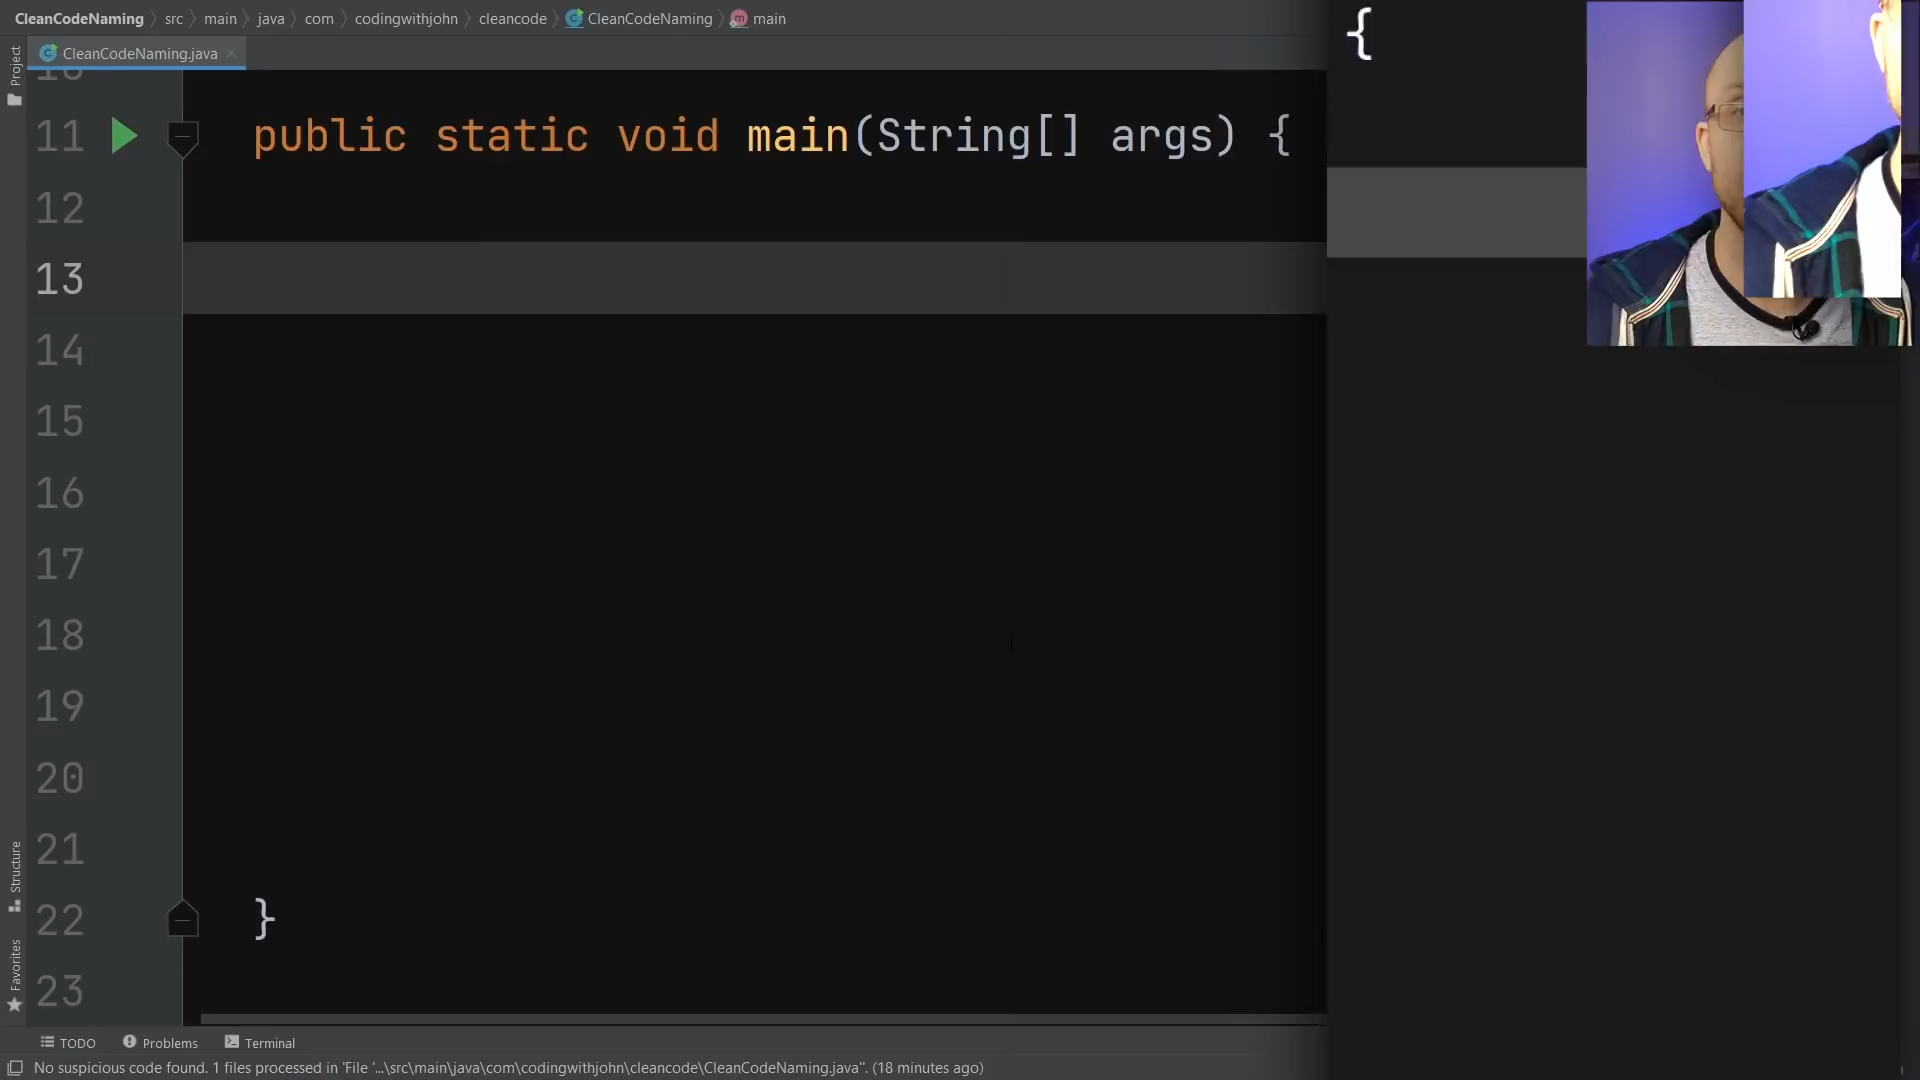 CleanCodeNaming src main java com codingwithjohn cleancode CleanCodeNaming main
CleanCodeNaming.java
Project
11 public static void main(String[] args) {
{
12
13
14
15
16
17
18
19
20
21
22 }
23
Structure
Favorites
TODO Problems Terminal
No suspicious code found. 1 files processed in 'File '...\src\main\java\com\codingwithjohn\cleancode\CleanCodeNaming.java''. (18 minutes ago)